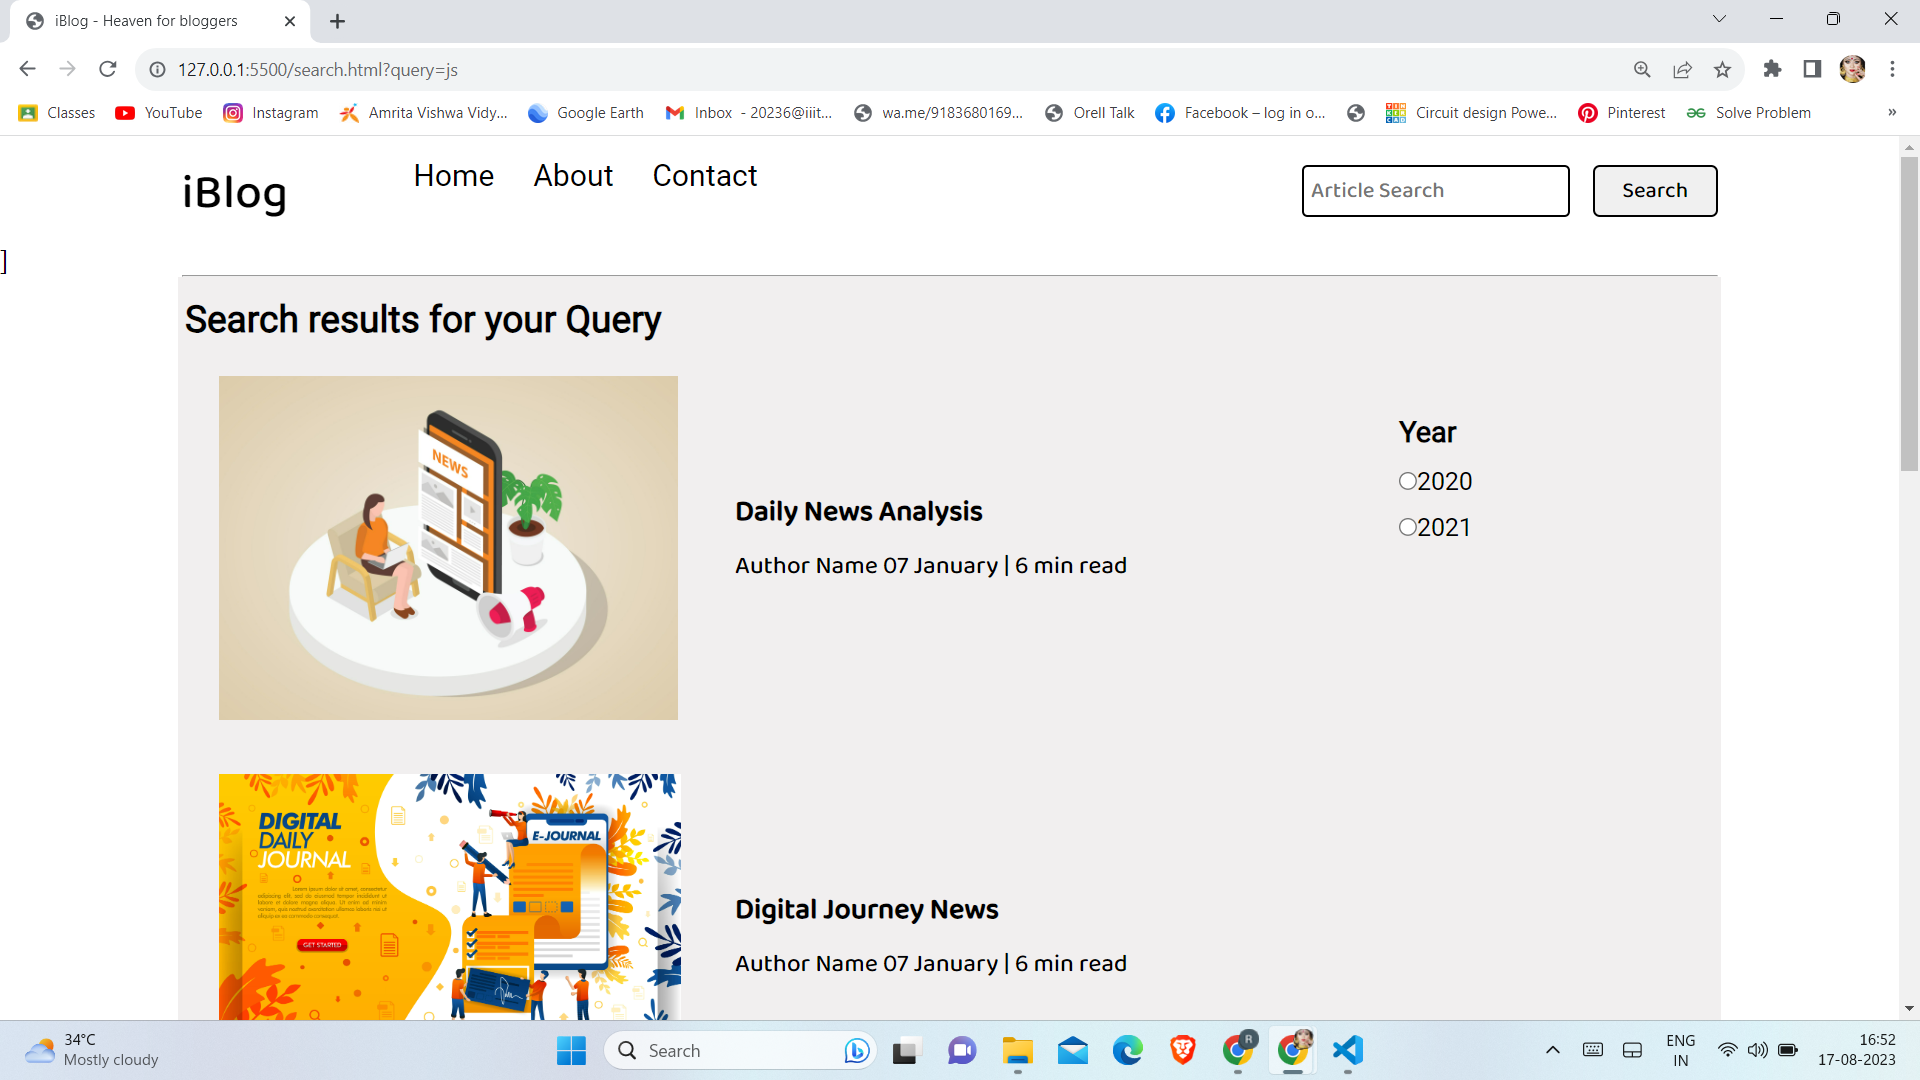 iBlog - Heaven for bloggers
127.0.0.1:5500/search.html?query=js
Classes YouTube Instagram Amrita Vishwa Vidy... Google Earth Inbox - 20236@iiit... wa.me/9183680169... Orell Talk Facebook – log in o... Circuit design Powe... Pinterest Solve Problem »
iBlog Home About Contact Article Search Search
]
Search results for your Query
NEWS
Year
2020
2021
Daily News Analysis
Author Name 07 January | 6 min read
DIGITAL
DAILY
JOURNAL
GET STARTED
E-JOURNAL
Digital Journey News
Author Name 07 January | 6 min read
34°C
Mostly cloudy
Search
R
ENG
IN
16:52
17-08-2023